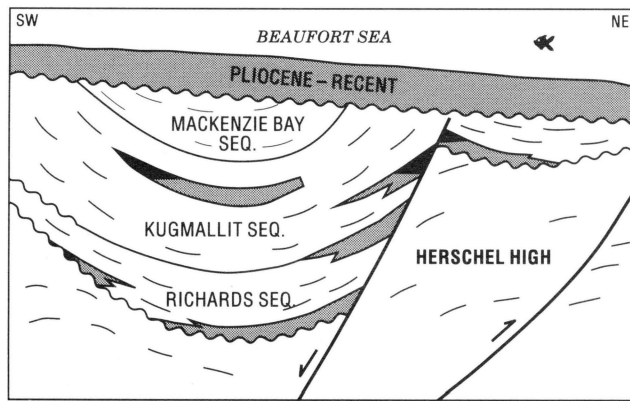 SW
NE
BEAUFORT SEA
PLIOCENE – RECENT
MACKENZIE BAY
SEQ.
KUGMALLIT SEQ.
HERSCHEL HIGH
RICHARDS SEQ.